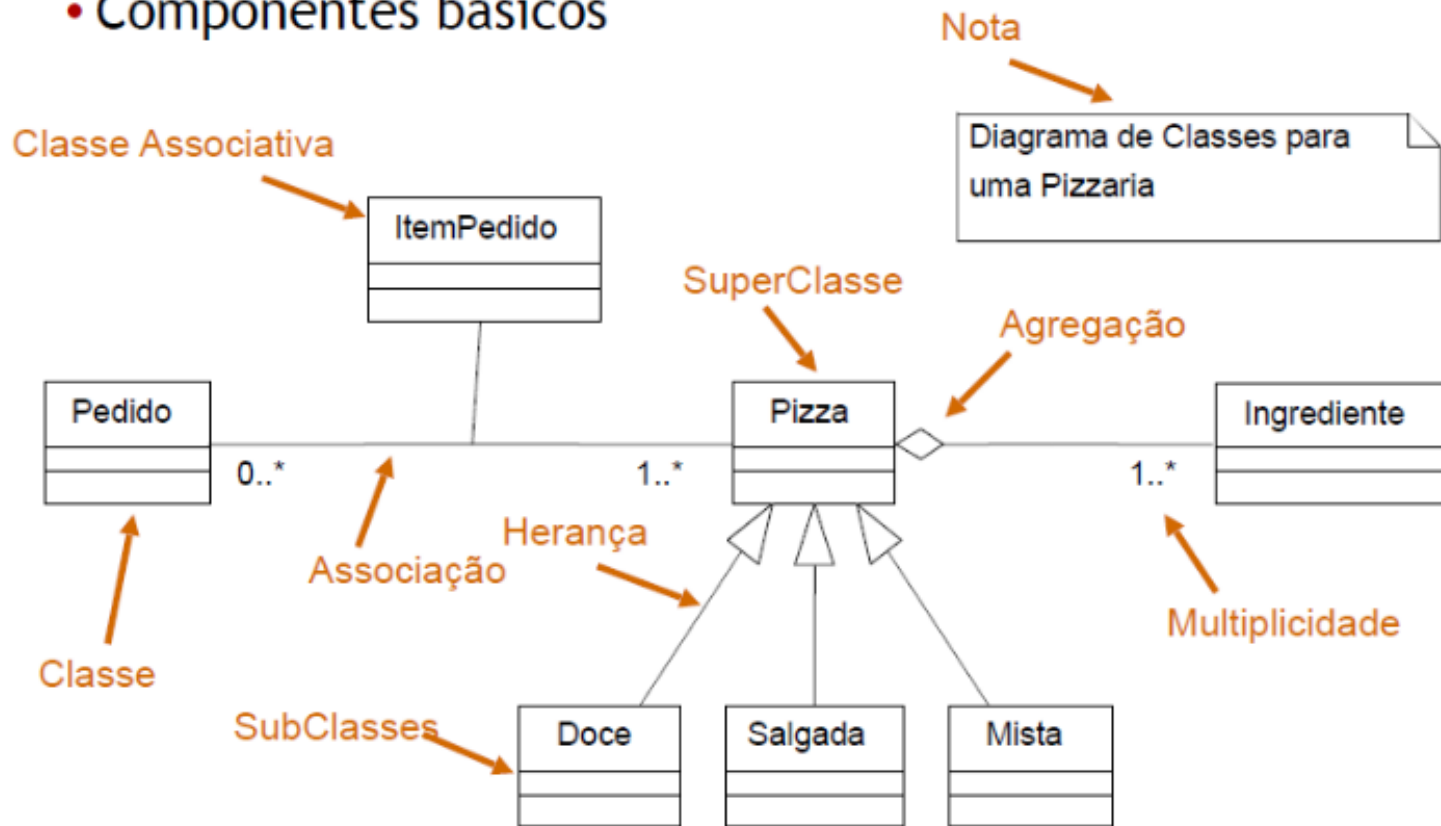 • Componentes básicos
Nota
Classe Associativa
Diagrama de Classes para
uma Pizzaria
ItemPedido
SuperClasse
Agregação
Pedido
Pizza
Ingrediente
0..*
1..*
1..*
Herança
Associação
Multiplicidade
Classe
SubClasses
Doce
Salgada
Mista